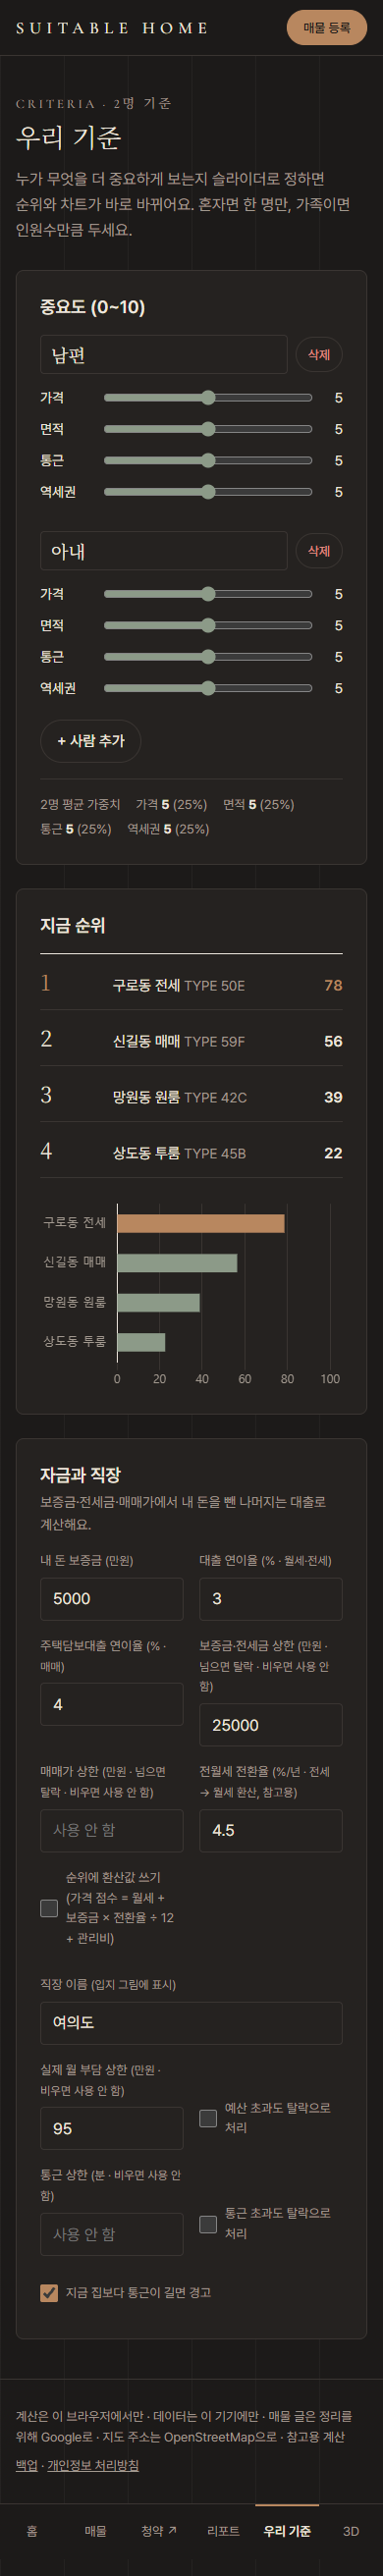 SUITABLE HOME
매물 등록
CRITERIA · 2명 기준
우리 기준
누가 무엇을 더 중요하게 보는지 슬라이더로 정하면
순위와 차트가 바로 바뀌어요. 혼자면 한 명만, 가족이면
인원수만큼 두세요.
중요도 (0~10)
남편
삭제
가격 5
면적 5
통근 5
역세권 5
아내
삭제
가격 5
면적 5
통근 5
역세권 5
+ 사람 추가
2명 평균 가중치 가격 5 (25%) 면적 5 (25%)
통근 5 (25%) 역세권 5 (25%)
지금 순위
1 구로동 전세 TYPE 50E 78
2 신길동 매매 TYPE 59F 56
3 망원동 원룸 TYPE 42C 39
4 상도동 투룸 TYPE 45B 22
구로동 전세
신길동 매매
망원동 원룸
상도동 투룸
0 20 40 60 80 100
자금과 직장
보증금·전세금·매매가에서 내 돈을 뺀 나머지는 대출로
계산해요.
내 돈 보증금 (만원)
5000
대출 연이율 (% · 월세·전세)
3
주택담보대출 연이율 (% ·
매매)
4
보증금·전세금 상한 (만원 ·
넘으면 탈락 · 비우면 사용 안
함)
25000
매매가 상한 (만원 · 넘으면
탈락 · 비우면 사용 안 함)
사용 안 함
전월세 전환율 (%/년 · 전세
→ 월세 환산, 참고용)
4.5
순위에 환산값 쓰기
(가격 점수 = 월세 +
보증금 × 전환율 ÷ 12
+ 관리비)
직장 이름 (입지 그림에 표시)
여의도
실제 월 부담 상한 (만원 ·
비우면 사용 안 함)
95
예산 초과도 탈락으로
처리
통근 상한 (분 · 비우면 사용 안
함)
사용 안 함
통근 초과도 탈락으로
처리
지금 집보다 통근이 길면 경고
계산은 이 브라우저에서만 · 데이터는 이 기기에만 · 매물 글은 정리를
위해 Google로 · 지도 주소는 OpenStreetMap으로 · 참고용 계산
백업 · 개인정보 처리방침
홈 매물 청약 ↗ 리포트 우리 기준 3D